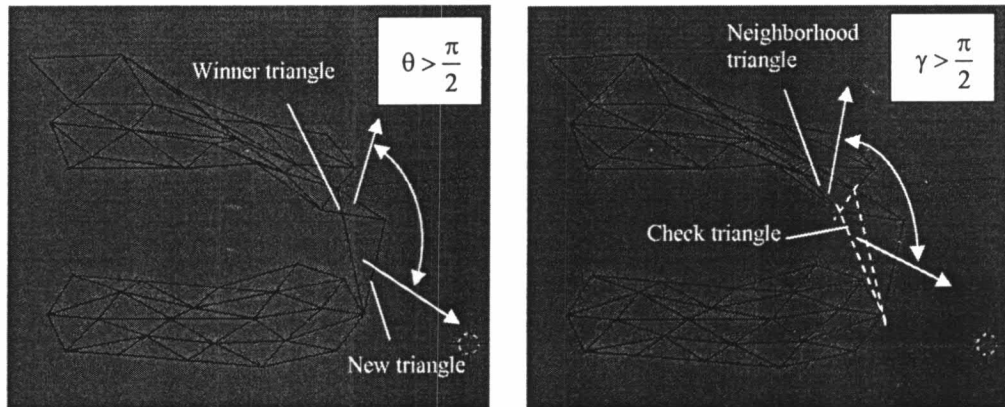 Winner triangle
θ > π/2
New triangle
Neighborhood
triangle
γ > π/2
Check triangle